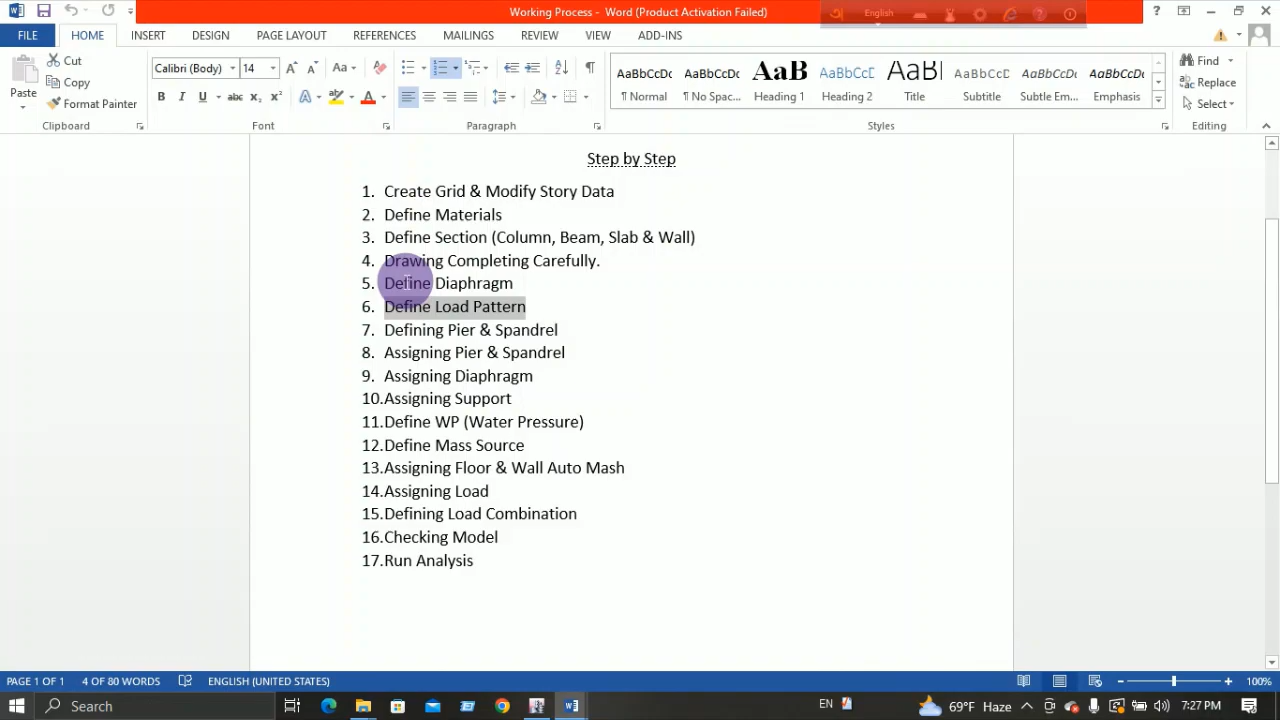 Working Process - Word (Product Activation Failed)
English
FILE HOME INSERT DESIGN PAGE LAYOUT REFERENCES MAILINGS REVIEW VIEW ADD-INS
Paste
Cut
Copy
Format Painter
Clipboard
Calibri (Body) 14
Font
Paragraph
AaBbCcDc AaBbCcDc AaB AaBbCcDc AaBl AaBbCcDc AaBbCcDc
¶ Normal ¶ No Spac... Heading 1 Heading 2 Title Subtitle Subtle Em... Emphasis
Styles
Find
Replace
Select
Editing
Step by Step
1. Create Grid & Modify Story Data
2. Define Materials
3. Define Section (Column, Beam, Slab & Wall)
4. Drawing Completing Carefully.
5. Define Diaphragm
6. Define Load Pattern
7. Defining Pier & Spandrel
8. Assigning Pier & Spandrel
9. Assigning Diaphragm
10.Assigning Support
11.Define WP (Water Pressure)
12.Define Mass Source
13.Assigning Floor & Wall Auto Mash
14.Assigning Load
15.Defining Load Combination
16.Checking Model
17.Run Analysis
PAGE 1 OF 1 4 OF 80 WORDS ENGLISH (UNITED STATES) 100%
Search EN 69°F Haze 7:27 PM